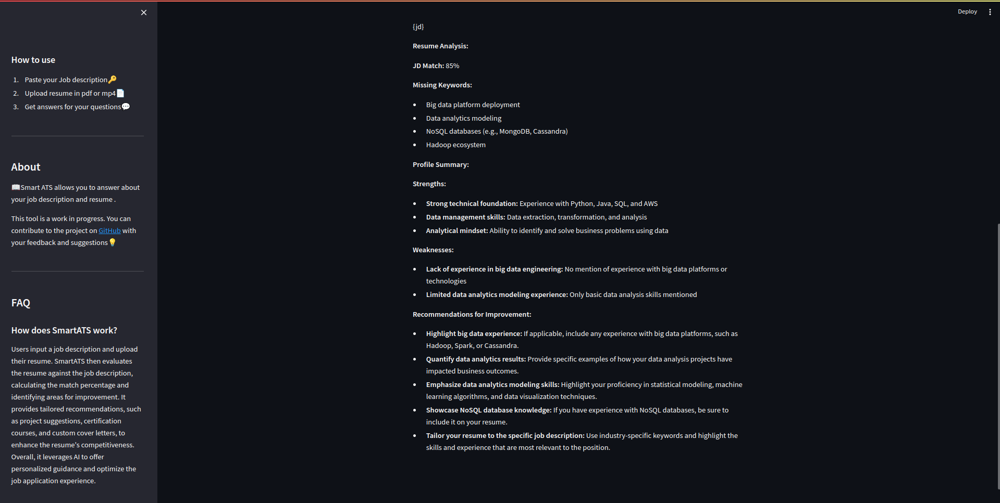 Deploy
How to use
1. Paste your Job description🔑
2. Upload resume in pdf or mp4📄
3. Get answers for your questions💬
About
📖Smart ATS allows you to answer about
your job description and resume .
This tool is a work in progress. You can
contribute to the project on GitHub with
your feedback and suggestions💡
FAQ
How does SmartATS work?
Users input a job description and upload
their resume. SmartATS then evaluates
the resume against the job description,
calculating the match percentage and
identifying areas for improvement. It
provides tailored recommendations, such
as project suggestions, certification
courses, and custom cover letters, to
enhance the resume's competitiveness.
Overall, it leverages AI to offer
personalized guidance and optimize the
job application experience.
{jd}
Resume Analysis:
JD Match: 85%
Missing Keywords:
• Big data platform deployment
• Data analytics modeling
• NoSQL databases (e.g., MongoDB, Cassandra)
• Hadoop ecosystem
Profile Summary:
Strengths:
• Strong technical foundation: Experience with Python, Java, SQL, and AWS
• Data management skills: Data extraction, transformation, and analysis
• Analytical mindset: Ability to identify and solve business problems using data
Weaknesses:
• Lack of experience in big data engineering: No mention of experience with big data platforms or
technologies
• Limited data analytics modeling experience: Only basic data analysis skills mentioned
Recommendations for Improvement:
• Highlight big data experience: If applicable, include any experience with big data platforms, such as
Hadoop, Spark, or Cassandra.
• Quantify data analytics results: Provide specific examples of how your data analysis projects have
impacted business outcomes.
• Emphasize data analytics modeling skills: Highlight your proficiency in statistical modeling, machine
learning algorithms, and data visualization techniques.
• Showcase NoSQL database knowledge: If you have experience with NoSQL databases, be sure to
include it on your resume.
• Tailor your resume to the specific job description: Use industry-specific keywords and highlight the
skills and experience that are most relevant to the position.